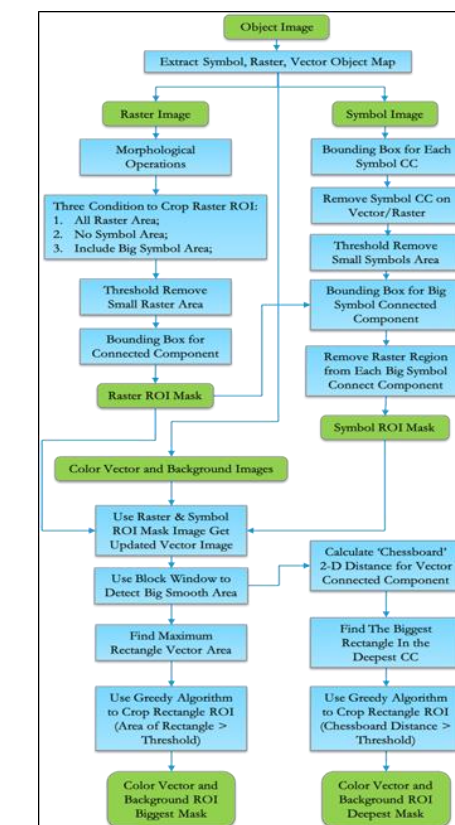 Object Image
Extract Symbol, Raster, Vector Object Map
Raster Image
Morphological
Operations
Three Condition to Crop Raster ROI:
1. All Raster Area;
2. No Symbol Area;
3. Include Big Symbol Area;
Threshold Remove
Small Raster Area
Bounding Box for
Connected Component
Raster ROI Mask
Symbol Image
Bounding Box for Each
Symbol CC
Remove Symbol CC on
Vector/Raster
Threshold Remove
Small Symbols Area
Bounding Box for Big
Symbol Connected
Component
Remove Raster Region
from Each Big Symbol
Connect Component
Symbol ROI Mask
Color Vector and Background Images
Use Raster & Symbol
ROI Mask Image Get
Updated Vector Image
Use Block Window to
Detect Big Smooth Area
Find Maximum
Rectangle Vector Area
Use Greedy Algorithm
to Crop Rectangle ROI
(Area of Rectangle >
Threshold)
Color Vector and
Background ROI
Biggest Mask
Calculate ‘Chessboard’
2-D Distance for Vector
Connected Component
Find The Biggest
Rectangle In the
Deepest CC
Use Greedy Algorithm
to Crop Rectangle ROI
(Chessboard Distance >
Threshold)
Color Vector and
Background ROI
Deepest Mask